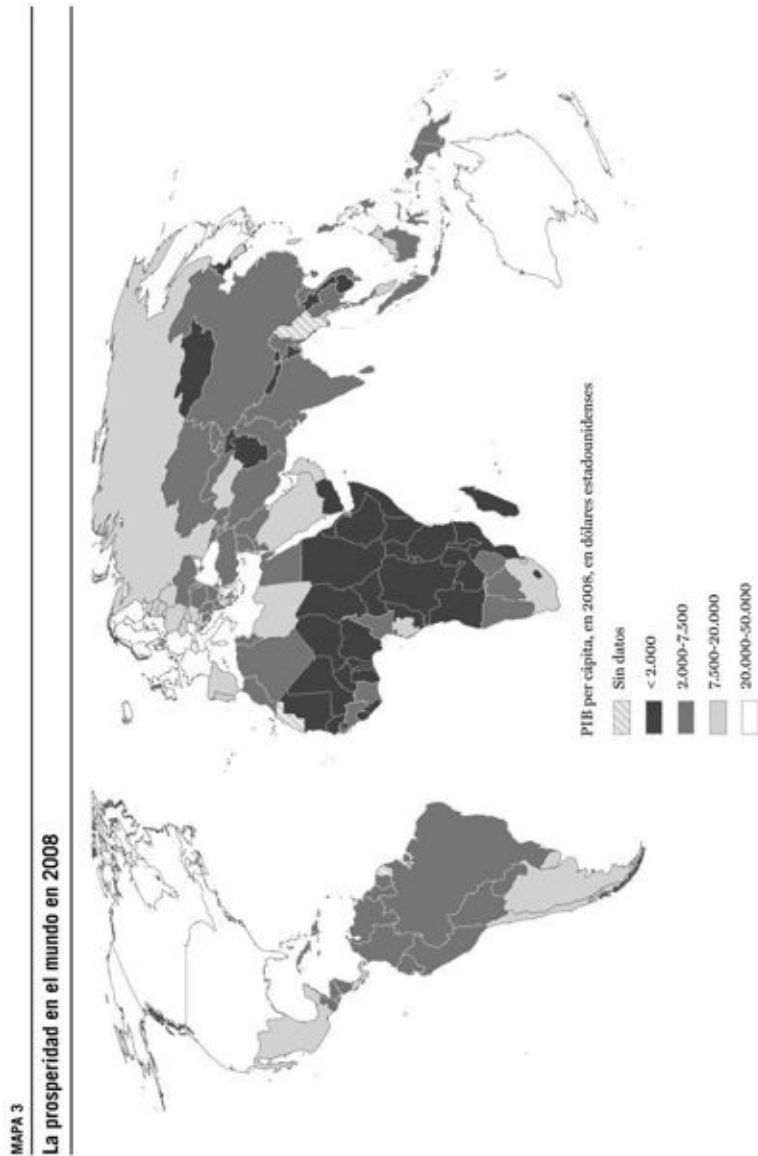 MAPA 3
La prosperidad en el mundo en 2008
PIB per cápita, en 2008, en dólares estadounidenses
Sin datos
< 2.000
2.000-7.500
7.500-20.000
20.000-50.000